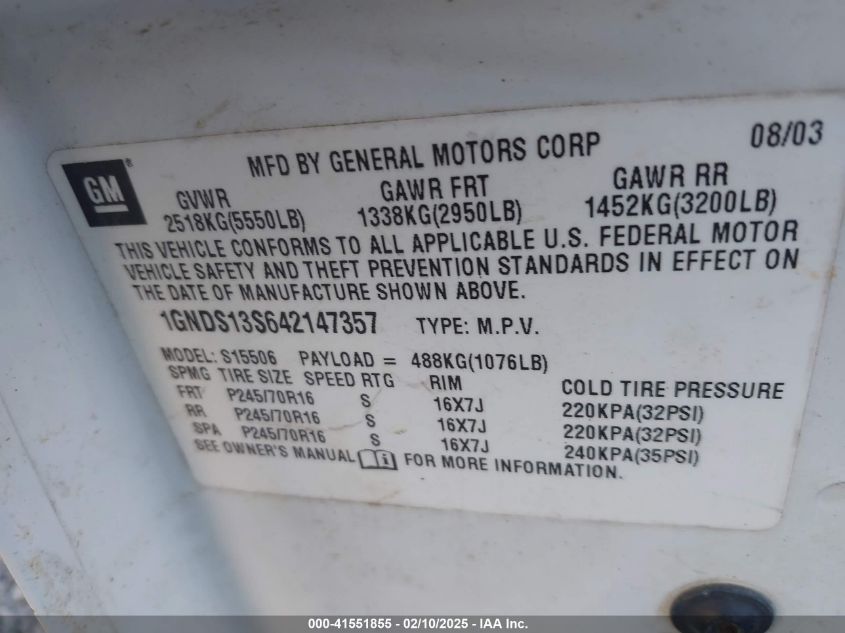 GM®
MFD BY GENERAL MOTORS CORP 08/03
GVWR GAWR FRT GAWR RR
2518KG(5550LB) 1338KG(2950LB) 1452KG(3200LB)
THIS VEHICLE CONFORMS TO ALL APPLICABLE U.S. FEDERAL MOTOR
VEHICLE SAFETY AND THEFT PREVENTION STANDARDS IN EFFECT ON
THE DATE OF MANUFACTURE SHOWN ABOVE.
1GNDS13S642147357 TYPE: M.P.V.
MODEL: S15506 PAYLOAD = 488KG(1076LB)
SPMG TIRE SIZE SPEED RTG RIM COLD TIRE PRESSURE
FRT P245/70R16 S 16X7J 220KPA(32PSI)
RR P245/70R16 S 16X7J 220KPA(32PSI)
SPA P245/70R16 S 16X7J 240KPA(35PSI)
SEE OWNER'S MANUAL i FOR MORE INFORMATION.
000-41551855 - 02/10/2025 - IAA Inc.